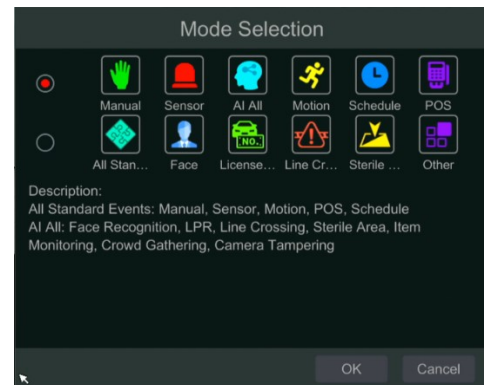 Mode Selection
Manual Sensor AI All Motion Schedule POS
NO.
All Stan... Face License... Line Cr... Sterile ... Other
Description:
All Standard Events: Manual, Sensor, Motion, POS, Schedule
AI All: Face Recognition, LPR, Line Crossing, Sterile Area, Item
Monitoring, Crowd Gathering, Camera Tampering
OK Cancel